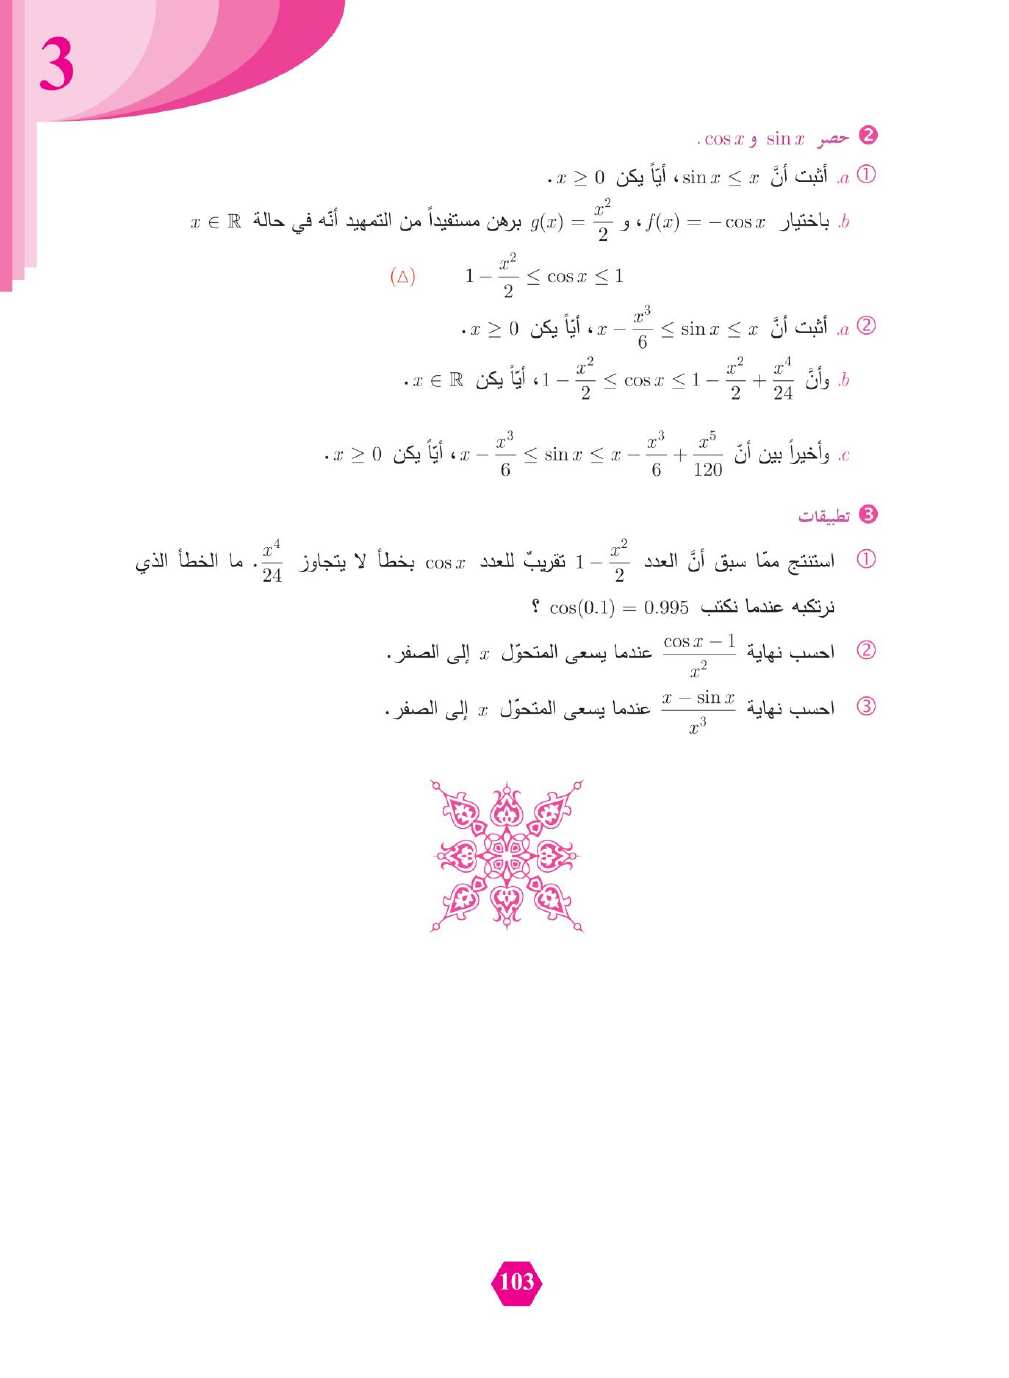 3
❷ حصر sin x و cos x .
① a. أثبت أنَّ sin x ≤ x ، أيّاً يكن x ≥ 0 .
b. باختيار f(x) = − cos x ، و g(x) = x²/2 برهن مستفيداً من التمهيد أنّه في حالة x ∈ ℝ
1 − x²/2 ≤ cos x ≤ 1 (△)
② a. أثبت أنَّ x − x³/6 ≤ sin x ≤ x ، أيّاً يكن x ≥ 0 .
b. وأنَّ 1 − x²/2 ≤ cos x ≤ 1 − x²/2 + x⁴/24 ، أيّاً يكن x ∈ ℝ .
c. وأخيراً بين أنّ x − x³/6 ≤ sin x ≤ x − x³/6 + x⁵/120 ، أيّاً يكن x ≥ 0 .
❸ تطبيقات
① استنتج ممّا سبق أنَّ العدد 1 − x²/2 تقريبٌ للعدد cos x بخطأ لا يتجاوز x⁴/24 . ما الخطأ الذي
نرتكبه عندما نكتب cos(0.1) = 0.995 ؟
② احسب نهاية (cos x − 1)/x² عندما يسعى المتحوّل x إلى الصفر .
③ احسب نهاية (x − sin x)/x³ عندما يسعى المتحوّل x إلى الصفر .
103